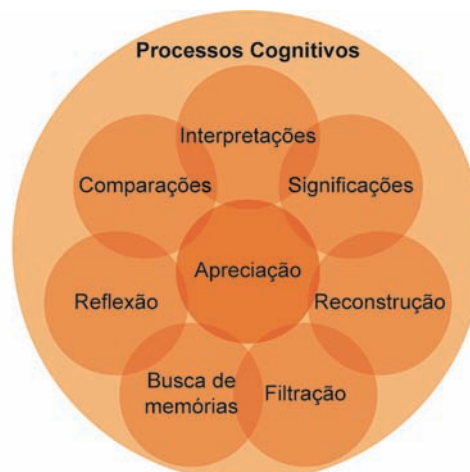 Processos Cognitivos
Interpretações
Comparações
Significações
Apreciação
Reflexão
Reconstrução
Busca de
memórias
Filtração